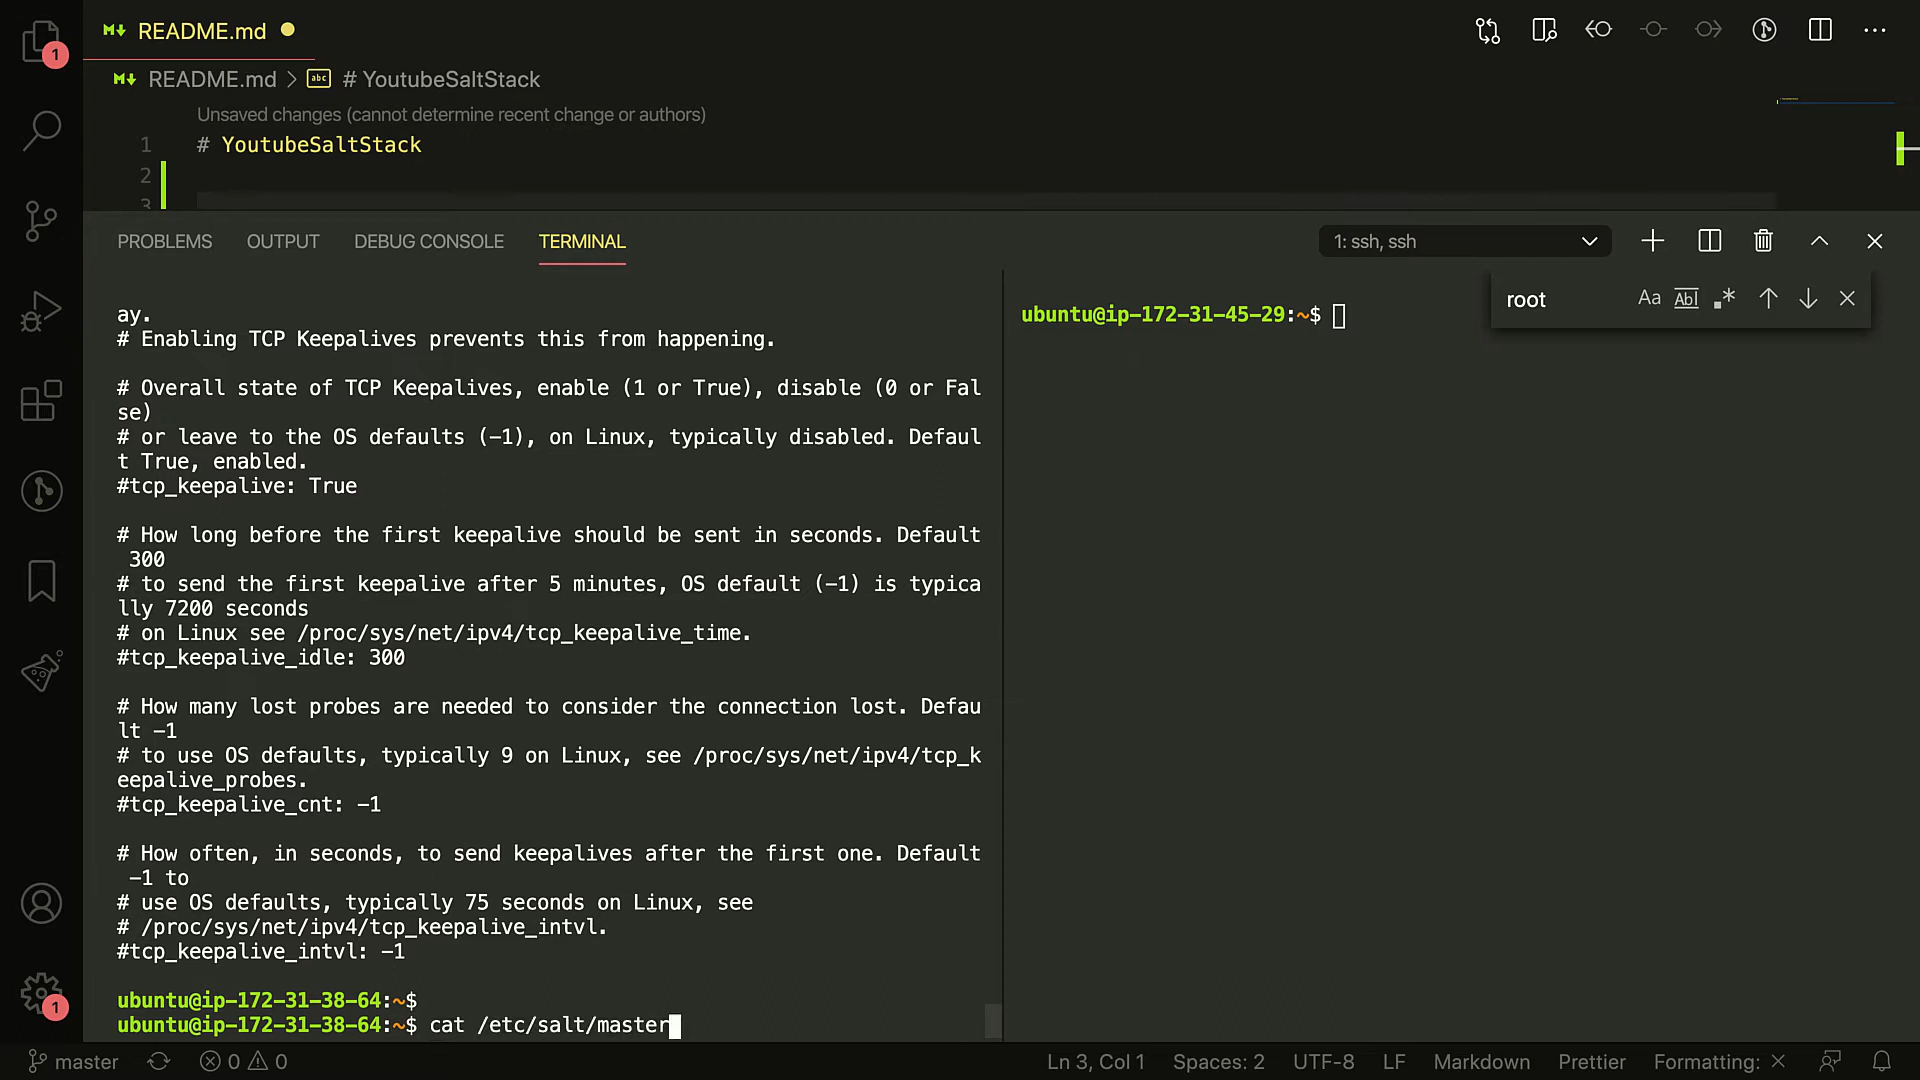 README.md
1
README.md > abc # YoutubeSaltStack
Unsaved changes (cannot determine recent change or authors)
1 # YoutubeSaltStack
2
3
PROBLEMS OUTPUT DEBUG CONSOLE TERMINAL
1: ssh, ssh
root Aa Abl .*
ay.
# Enabling TCP Keepalives prevents this from happening.
# Overall state of TCP Keepalives, enable (1 or True), disable (0 or Fal
se)
# or leave to the OS defaults (-1), on Linux, typically disabled. Defaul
t True, enabled.
#tcp_keepalive: True
# How long before the first keepalive should be sent in seconds. Default
 300
# to send the first keepalive after 5 minutes, OS default (-1) is typica
lly 7200 seconds
# on Linux see /proc/sys/net/ipv4/tcp_keepalive_time.
#tcp_keepalive_idle: 300
# How many lost probes are needed to consider the connection lost. Defau
lt -1
# to use OS defaults, typically 9 on Linux, see /proc/sys/net/ipv4/tcp_k
eepalive_probes.
#tcp_keepalive_cnt: -1
# How often, in seconds, to send keepalives after the first one. Default
 -1 to
# use OS defaults, typically 75 seconds on Linux, see
# /proc/sys/net/ipv4/tcp_keepalive_intvl.
#tcp_keepalive_intvl: -1
ubuntu@ip-172-31-38-64:~$
ubuntu@ip-172-31-38-64:~$ cat /etc/salt/master
ubuntu@ip-172-31-45-29:~$
1
master 0 0 Ln 3, Col 1 Spaces: 2 UTF-8 LF Markdown Prettier Formatting: ×